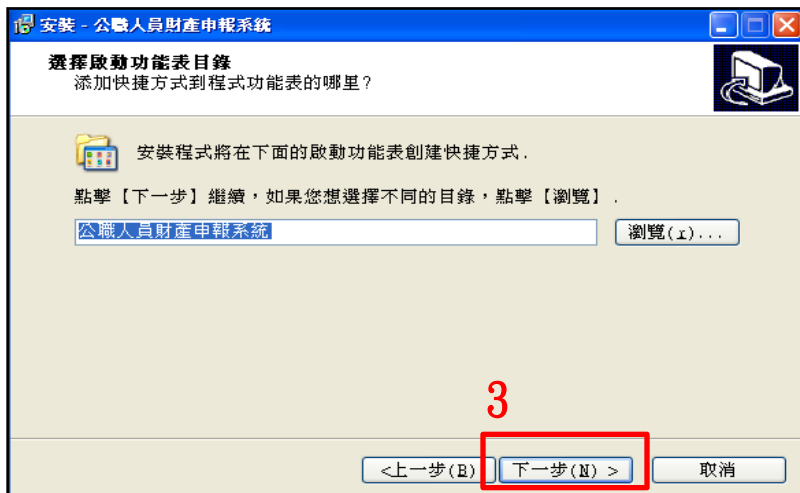 安裝 - 公職人員財產申報系統
選擇啟動功能表目錄
添加快捷方式到程式功能表的哪里?
安裝程式將在下面的啟動功能表創建快捷方式.
點擊【下一步】繼續，如果您想選擇不同的目錄，點擊【瀏覽】.
公職人員財產申報系統
瀏覽(r)...
3
<上一步(B)
下一步(N) >
取消